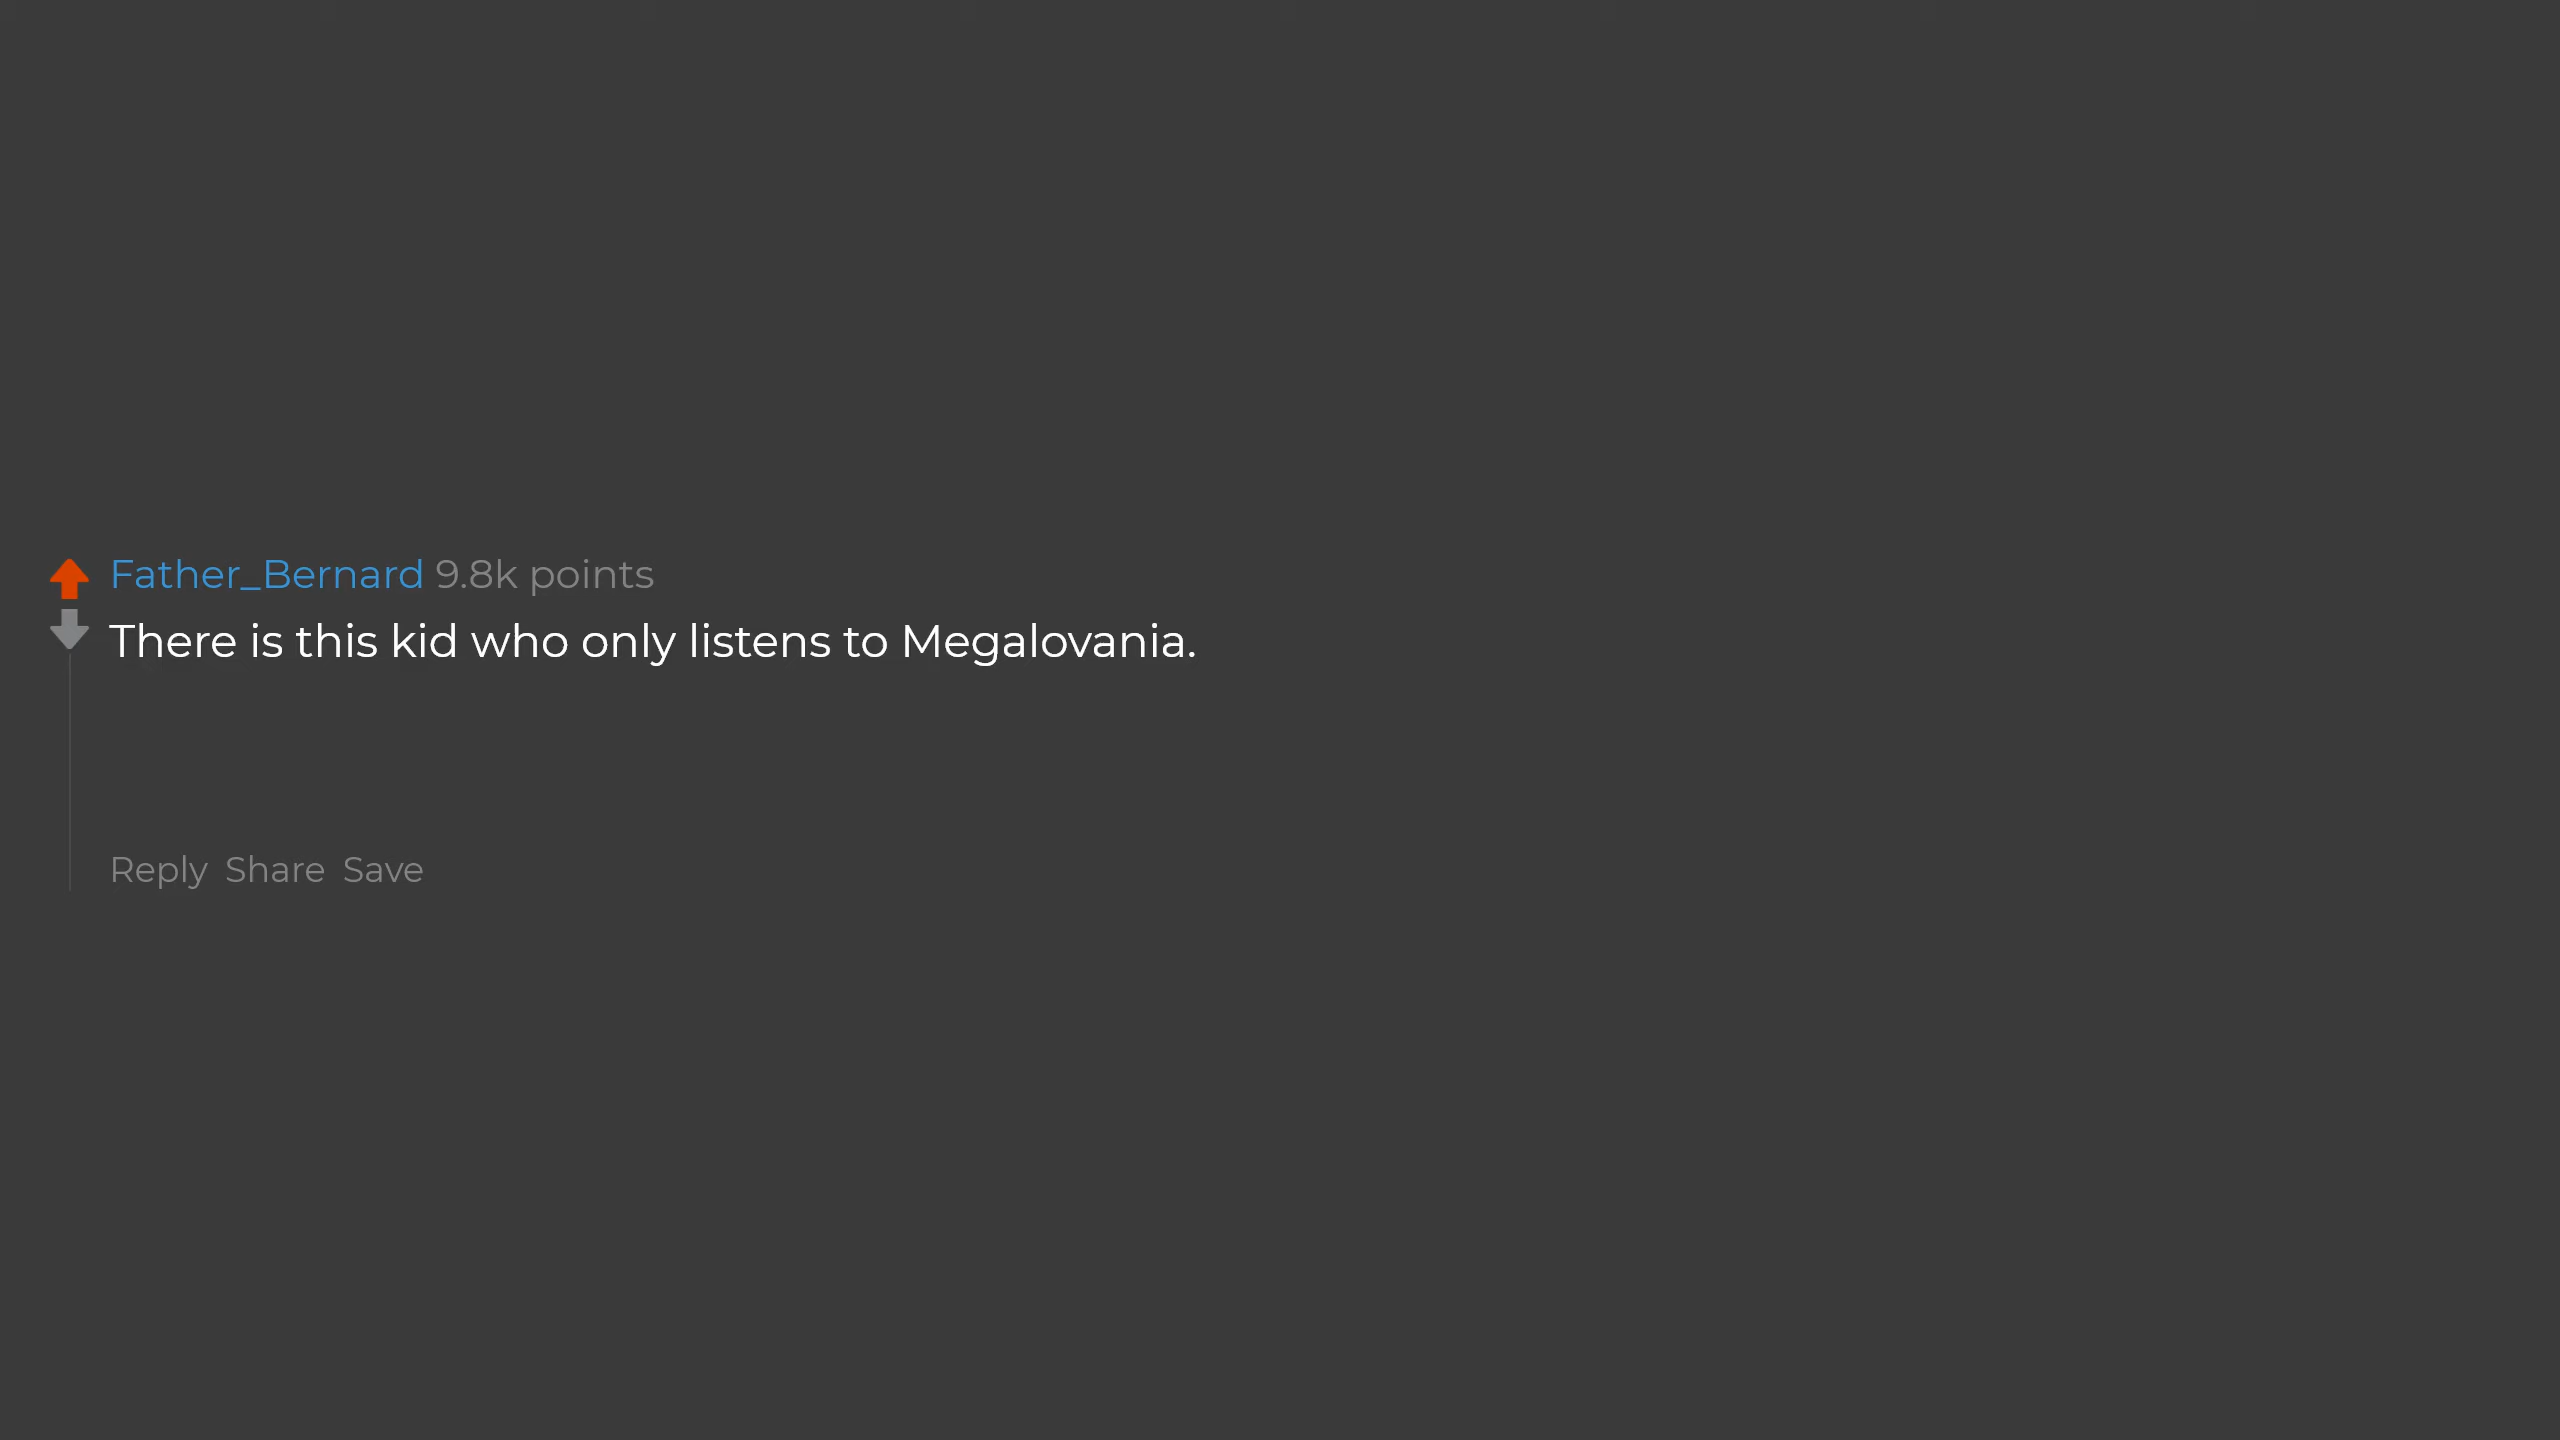 Father_Bernard 9.8k points
There is this kid who only listens to Megalovania.
Reply Share Save